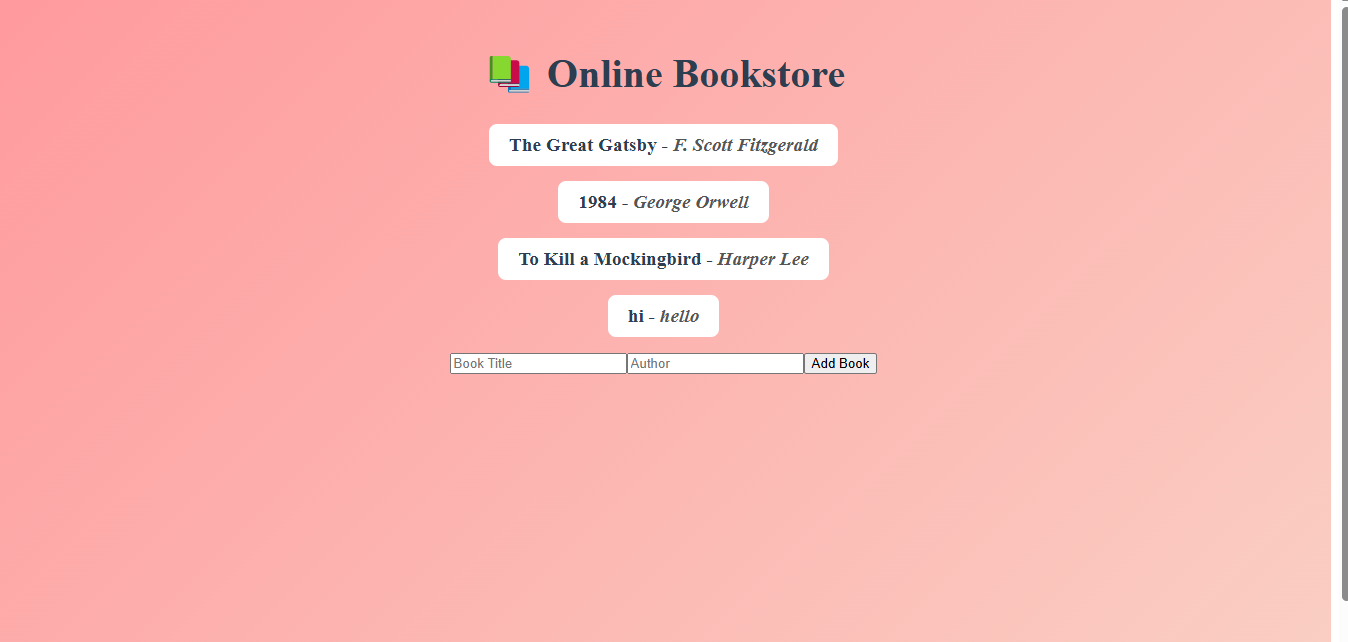 📚 Online Bookstore
The Great Gatsby - F. Scott Fitzgerald
1984 - George Orwell
To Kill a Mockingbird - Harper Lee
hi - hello
Book Title Author Add Book